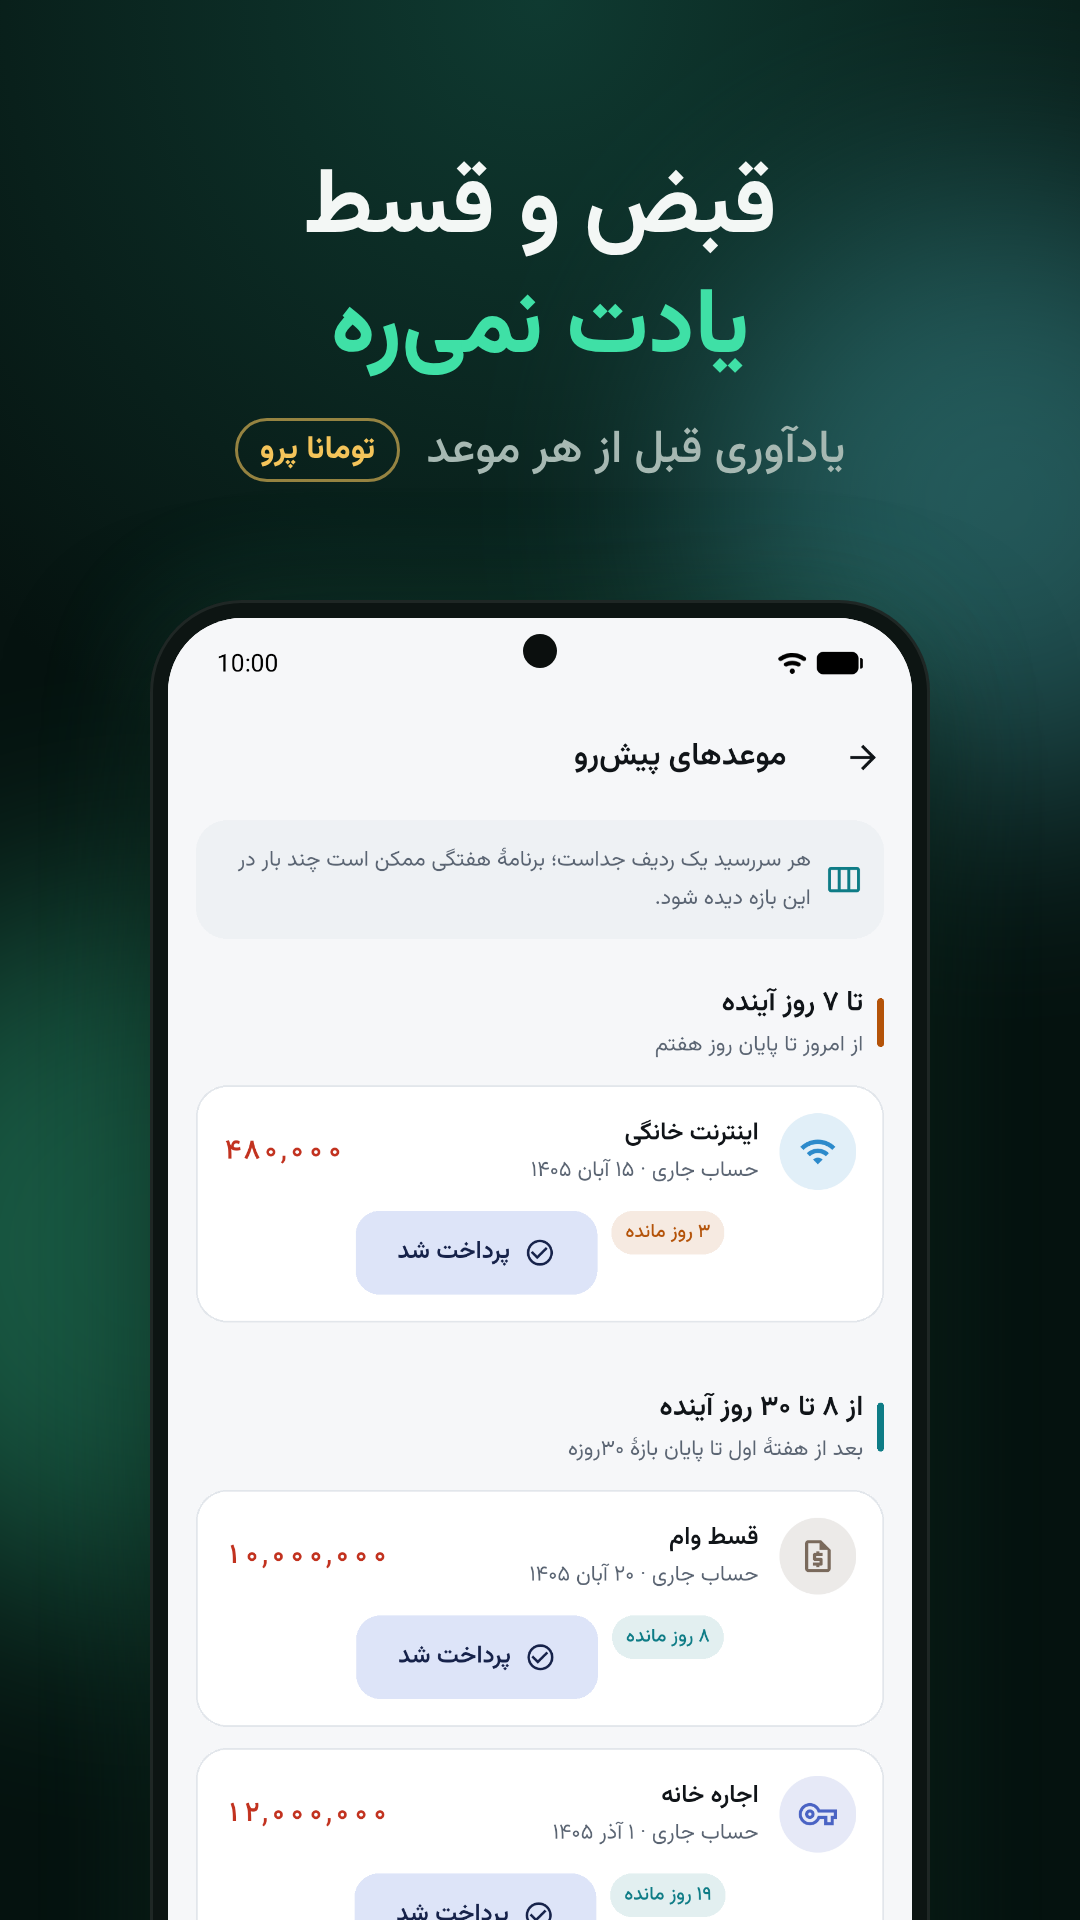 قبض و قسط
یادت نمی‌ره
یادآوری قبل از هر موعد تومانا پرو
10:00
موعدهای پیش‌رو
هر سررسید یک ردیف جداست؛ برنامهٔ هفتگی ممکن است چند بار در
این بازه دیده شود.
تا ۷ روز آینده
از امروز تا پایان روز هفتم
اینترنت خانگی
۴۸۰,۰۰۰
حساب جاری · ۱۵ آبان ۱۴۰۵
۳ روز مانده
پرداخت شد
از ۸ تا ۳۰ روز آینده
بعد از هفتهٔ اول تا پایان بازهٔ ۳۰روزه
قسط وام
۱۰,۰۰۰,۰۰۰
حساب جاری · ۲۰ آبان ۱۴۰۵
۸ روز مانده
پرداخت شد
اجاره خانه
۱۲,۰۰۰,۰۰۰
حساب جاری · ۱ آذر ۱۴۰۵
۱۹ روز مانده
پرداخت شد